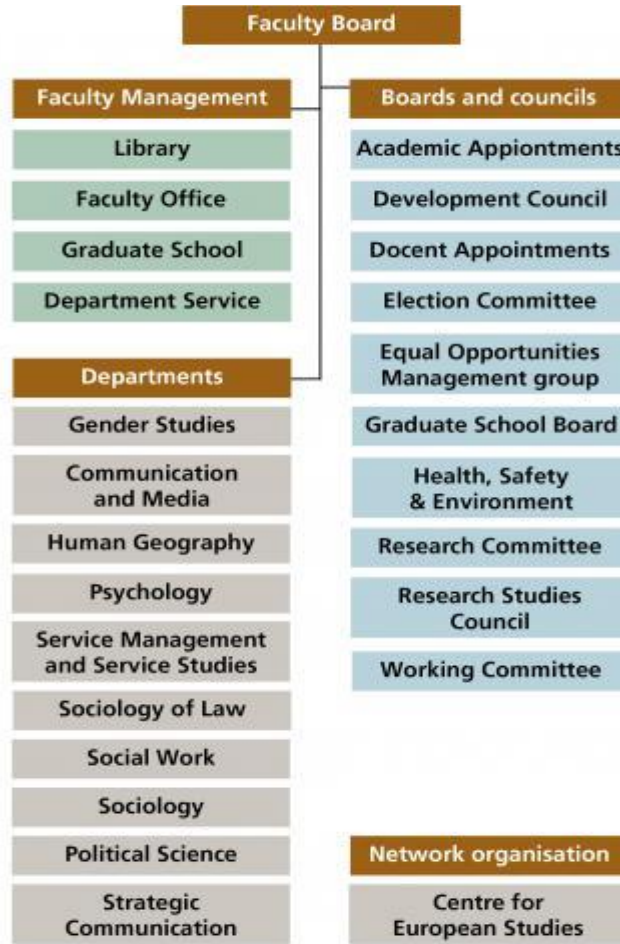 Faculty Board
Faculty Management
Library
Faculty Office
Graduate School
Department Service
Departments
Gender Studies
Communication
and Media
Human Geography
Psychology
Service Management
and Service Studies
Sociology of Law
Social Work
Sociology
Political Science
Strategic
Communication
Boards and councils
Academic Appiontments
Development Council
Docent Appointments
Election Committee
Equal Opportunities
Management group
Graduate School Board
Health, Safety
& Environment
Research Committee
Research Studies
Council
Working Committee
Network organisation
Centre for
European Studies